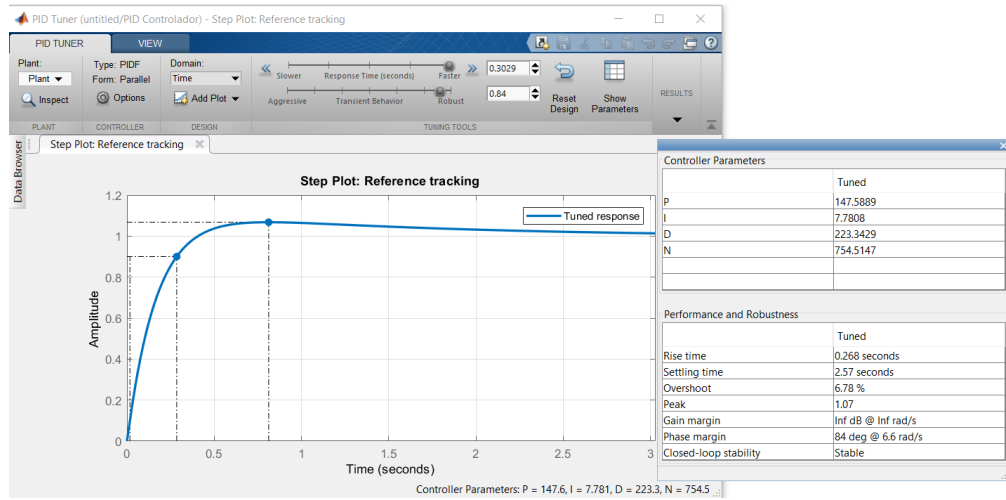 PID Tuner (untitled/PID Controlador) - Step Plot: Reference tracking
PID TUNER VIEW
Plant: Type: PIDF Domain:
Plant Form: Parallel Time Slower Response Time (seconds) Faster 0.3029
Inspect Options Add Plot Aggressive Transient Behavior Robust 0.84 Reset Design Show Parameters RESULTS
PLANT CONTROLLER DESIGN TUNING TOOLS
Data Browser
Step Plot: Reference tracking
Step Plot: Reference tracking
Tuned response
1.2
1
0.8
0.6
0.4
0.2
0
Amplitude
0 0.5 1 1.5 2 2.5 3
Time (seconds)
Controller Parameters: P = 147.6, I = 7.781, D = 223.3, N = 754.5
Controller Parameters
Tuned
P 147.5889
I 7.7808
D 223.3429
N 754.5147
Performance and Robustness
Tuned
Rise time 0.268 seconds
Settling time 2.57 seconds
Overshoot 6.78 %
Peak 1.07
Gain margin Inf dB @ Inf rad/s
Phase margin 84 deg @ 6.6 rad/s
Closed-loop stability Stable